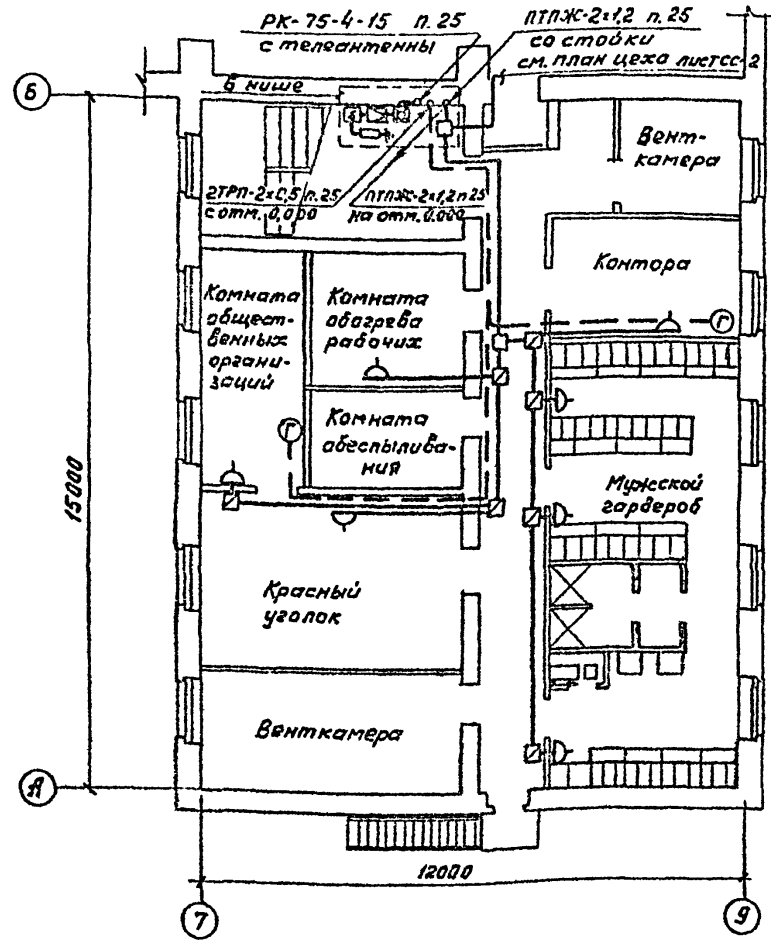 РК-75-4-15 п.25
с телеантенны
ПТПЖ-2×1,2 п.25
со стойки
см. план цеха лист СС-2
Б
В нише
Вент-
камера
2ТРП-2×0,5 п.25
с отм. 0.000
ПТПЖ-2×1,2 п25
на отм. 0.000
Контора
Комната
общест-
венных
органи-
заций
Комната
обогрева
рабочих
Г
Комната
обеспылива-
ния
Г
Мужской
гардероб
15000
Красный
уголок
Венткамера
А
12000
7
9